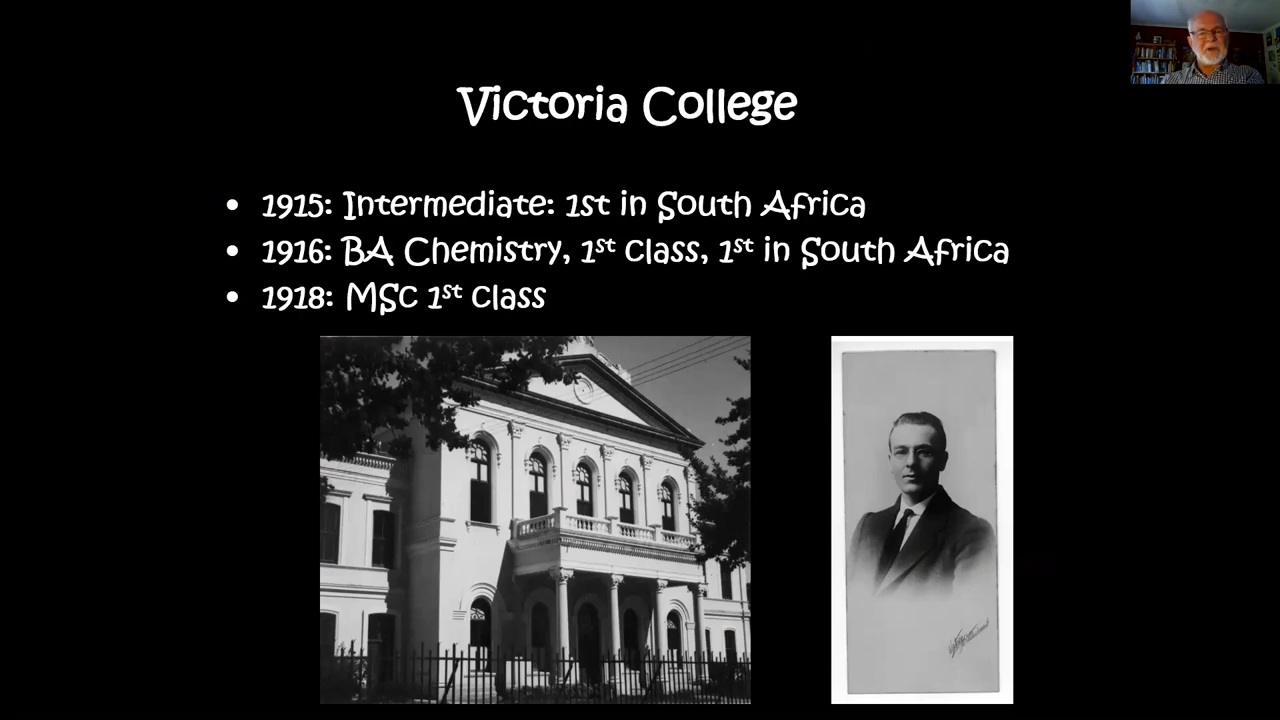 Victoria College
• 1915: Intermediate: 1st in South Africa
• 1916: BA Chemistry, 1st class, 1st in South Africa
• 1918: MSc 1st class